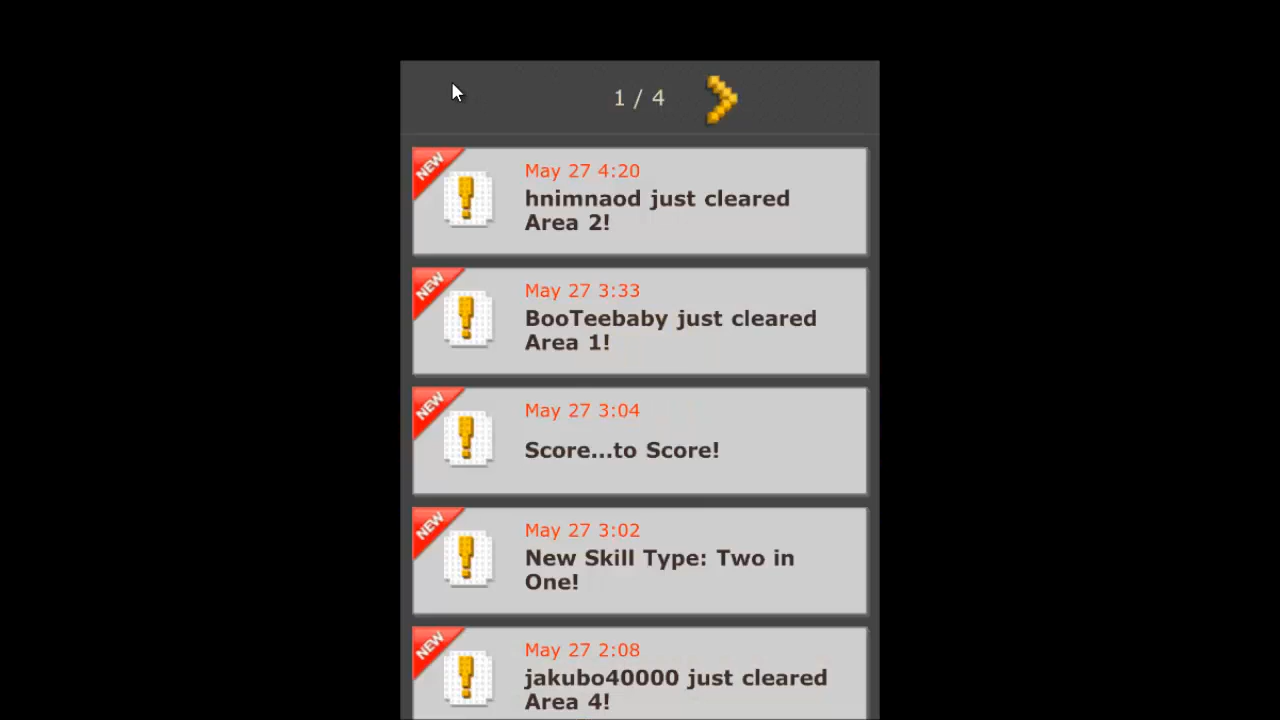 1 / 4
NEW
May 27 4:20
hnimnaod just cleared
Area 2!
NEW
May 27 3:33
BooTeebaby just cleared
Area 1!
NEW
May 27 3:04
Score...to Score!
NEW
May 27 3:02
New Skill Type: Two in
One!
NEW
May 27 2:08
jakubo40000 just cleared
Area 4!